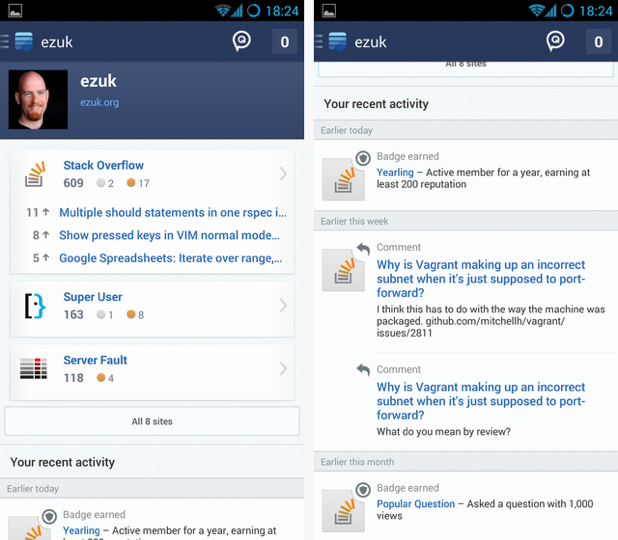 18:24
ezuk
0
ezuk
ezuk.org
Stack Overflow
609 2 17
11 Multiple should statements in one rspec i...
8 Show pressed keys in VIM normal mode...
5 Google Spreadsheets: Iterate over range,...
Super User
163 1 8
Server Fault
118 4
All 8 sites
Your recent activity
Earlier today
Badge earned
Yearling – Active member for a year, earning at
18:24
ezuk
0
All 8 sites
Your recent activity
Earlier today
Badge earned
Yearling – Active member for a year, earning at
least 200 reputation
Earlier this week
Comment
Why is Vagrant making up an incorrect
subnet when it's just supposed to port-
forward?
I think this has to do with the way the machine was
packaged. github.com/mitchellh/vagrant/
issues/2811
Comment
Why is Vagrant making up an incorrect
subnet when it's just supposed to port-
forward?
What do you mean by review?
Earlier this month
Badge earned
Popular Question – Asked a question with 1,000
views